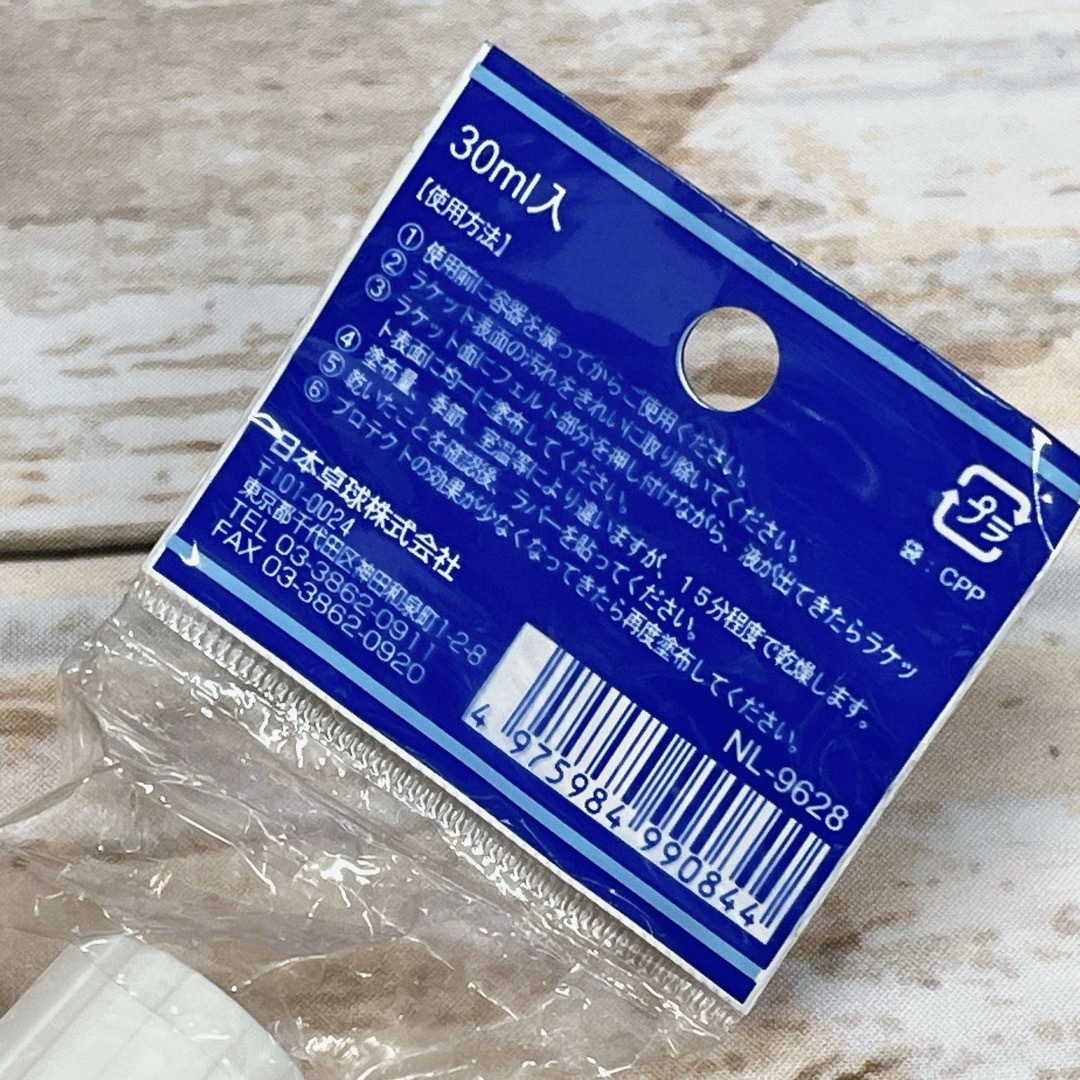 30ml入
【使用方法】
① 使用前に容器を振ってからご使用ください。
② ラケット表面の汚れをきれいに取り除いてください。
③ ラケット面にフェルト部分を押し付けながら、液が出てきたらラケッ
ト表面に均一に塗布してください。
④ 塗布量、季節、室温等により違いますが、15分程度で乾燥します。
⑤ 乾いたことを確認後、ラバーを貼ってください。
⑥ プロテクトの効果が少なくなってきたら再度塗布してください。
日本卓球株式会社
〒101-0024
東京都千代田区神田和泉町1-2-8
TEL 03-3862-0911
FAX 03-3862-0920
プラ
袋：CPP
NL-9628
4 975984 990844